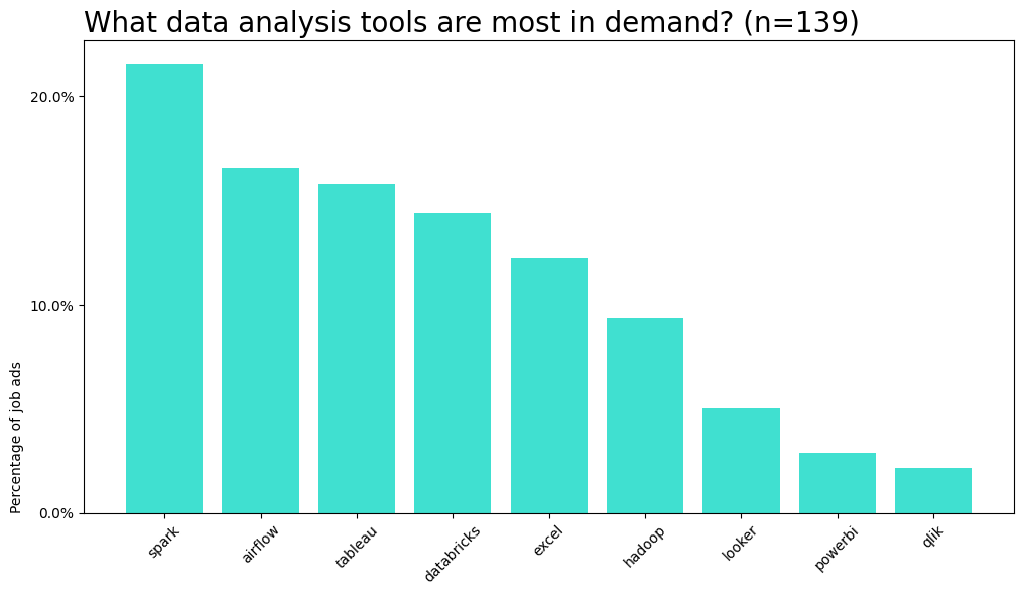 What data analysis tools are most in demand? (n=139)
20.0%
10.0%
0.0%
Percentage of job ads
spark
airflow
tableau
databricks
excel
hadoop
looker
powerbi
qlik